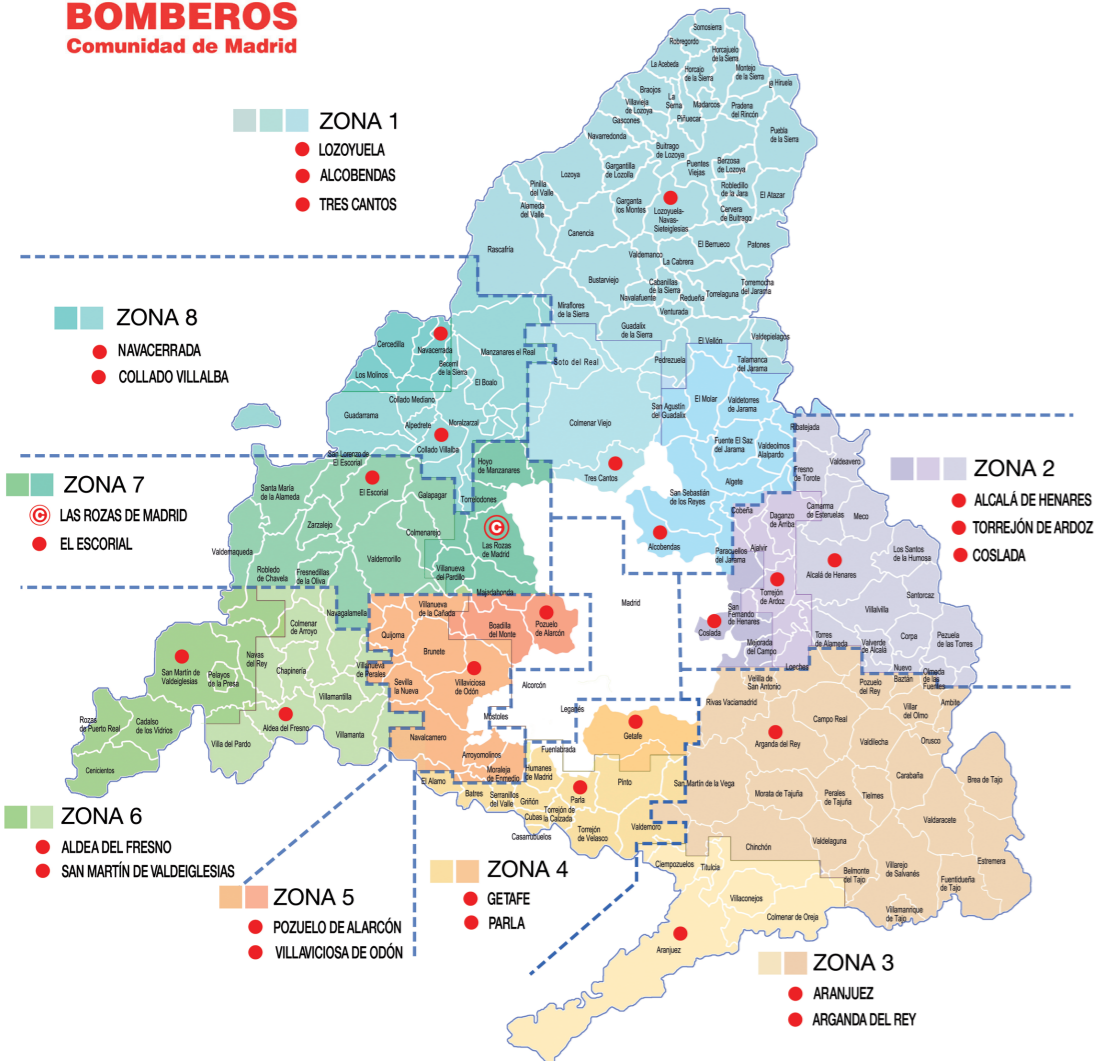 BOMBEROS
Comunidad de Madrid
ZONA 1
LOZOYUELA
ALCOBENDAS
TRES CANTOS
ZONA 8
NAVACERRADA
COLLADO VILLALBA
ZONA 7
C LAS ROZAS DE MADRID
EL ESCORIAL
ZONA 6
ALDEA DEL FRESNO
SAN MARTÍN DE VALDEIGLESIAS
ZONA 5
POZUELO DE ALARCÓN
VILLAVICIOSA DE ODÓN
ZONA 4
GETAFE
PARLA
ZONA 3
ARANJUEZ
ARGANDA DEL REY
ZONA 2
ALCALÁ DE HENARES
TORREJÓN DE ARDOZ
COSLADA
Somosierra
Robregordo
Horcajuelo
de la Sierra
La Acebeda
Horcajo
de la Sierra
Montejo
de la Sierra
La Hiruela
Braojos
La
Serna
Villavieja
de Lozoya
Madarcos
Pradena
del Rincón
Gascones
Piñuecar
Puebla
de la Sierra
Navarredonda
Buitrago
de Lozoya
Puentes
Viejas
Berzosa
de Lozoya
Gargantilla
de Lozolla
Lozoya
Pinilla
del Valle
Robledillo
de la Jara
El Atazar
Alameda
del Valle
Garganta
los Montes
Lozoyuela-
Navas-
Sieteiglesias
Cervera
de Buitrago
Canencia
Rascafría
El Berrueco
Patones
Valdemanco
La Cabrera
Bustarviejo
Cabanillas
de la Sierra
Navalafuente
Redueña
Torrelaguna
Torremocha
del Jarama
Miraflores
de la Sierra
Venturada
Guadalix
de la Sierra
El Vellón
Valdepielagos
Soto del Real
Pedrezuela
Talamanca
del Jarama
Cercedilla
Navacerrada
Manzanares el Real
Becerril
de la Sierra
Los Molinos
El Boalo
Collado Mediano
Guadarrama
Alpedrete
Moralzarzal
Collado Villalba
Colmenar Viejo
San Agustín
del Guadalix
El Molar
Valdetorres
de Jarama
Fuente El Saz
del Jarama
Valdeolmos
Alalpardo
Tres Cantos
Algete
San Sebastián
de los Reyes
Cobeña
Alcobendas
Paracuellos
del Jarama
Ribatejada
Valdeavero
Fresno
de Torote
Camarma
de Esteruelas
Daganzo
de Arriba
Meco
Ajalvir
Los Santos
de la Humosa
Alcalá de Henares
Torrejón
de Ardoz
Santorcaz
San
Fernando
de Henares
Coslada
Villalvilla
Mejorada
del Campo
Torres
de Alameda
Valverde
de Alcalá
Corpa
Pezuela
de las Torres
Loeches
Nuevo
Baztán
Olmeda
de las
Fuentes
San Lorenzo de
El Escorial
El Escorial
Hoyo
de Manzanares
Santa María
de la Alameda
Galapagar
Torrelodones
Zarzalejo
Colmenarejo
C
Las Rozas
de Madrid
Valdemaqueda
Valdemorillo
Robledo
de Chavela
Fresnedillas
de la Oliva
Villanueva
del Pardillo
Majadahonda
Navagalamella
Madrid
Villanueva
de la Cañada
Boadilla
del Monte
Pozuelo
de Alarcón
Quijorna
Brunete
Villanueva
de Perales
Sevilla
la Nueva
Villaviciosa
de Odón
Alcorcón
Móstoles
Leganés
Navalcarnero
Arroyomolinos
Moraleja
de Enmedio
Fuenlabrada
Colmenar
de Arroyo
Navas
del Rey
Chapinería
San Martín de
Valdeiglesias
Pelayos
de la Presa
Villamantilla
Rozas
de Puerto Real
Cadalso
de los Vidrios
Aldea del Fresno
Villa del Pardo
Villamanta
Cenicientos
El Alamo
Batres
Serranillos
del Valle
Humanes
de Madrid
Griñón
Cubas
Casarrubuelos
Torrejón de
la Calzada
Parla
Getafe
Pinto
Torrejón
de Velasco
Valdemoro
San Martín de la Vega
Velilla de
San Antonio
Rivas Vaciamadrid
Arganda del Rey
Campo Real
Pozuelo
del Rey
Villar
del Olmo
Ambite
Valdilecha
Orusco
Carabaña
Brea de Tajo
Morata de Tajuña
Perales
de Tajuña
Tielmes
Valdaracete
Valdelaguna
Chinchón
Estremera
Belmonte
del Tajo
Villarejo
de Salvanés
Fuentidueña
de Tajo
Villamanrique
de Tajo
Ciempozuelos
Titulcia
Villaconejos
Colmenar de Oreja
Aranjuez